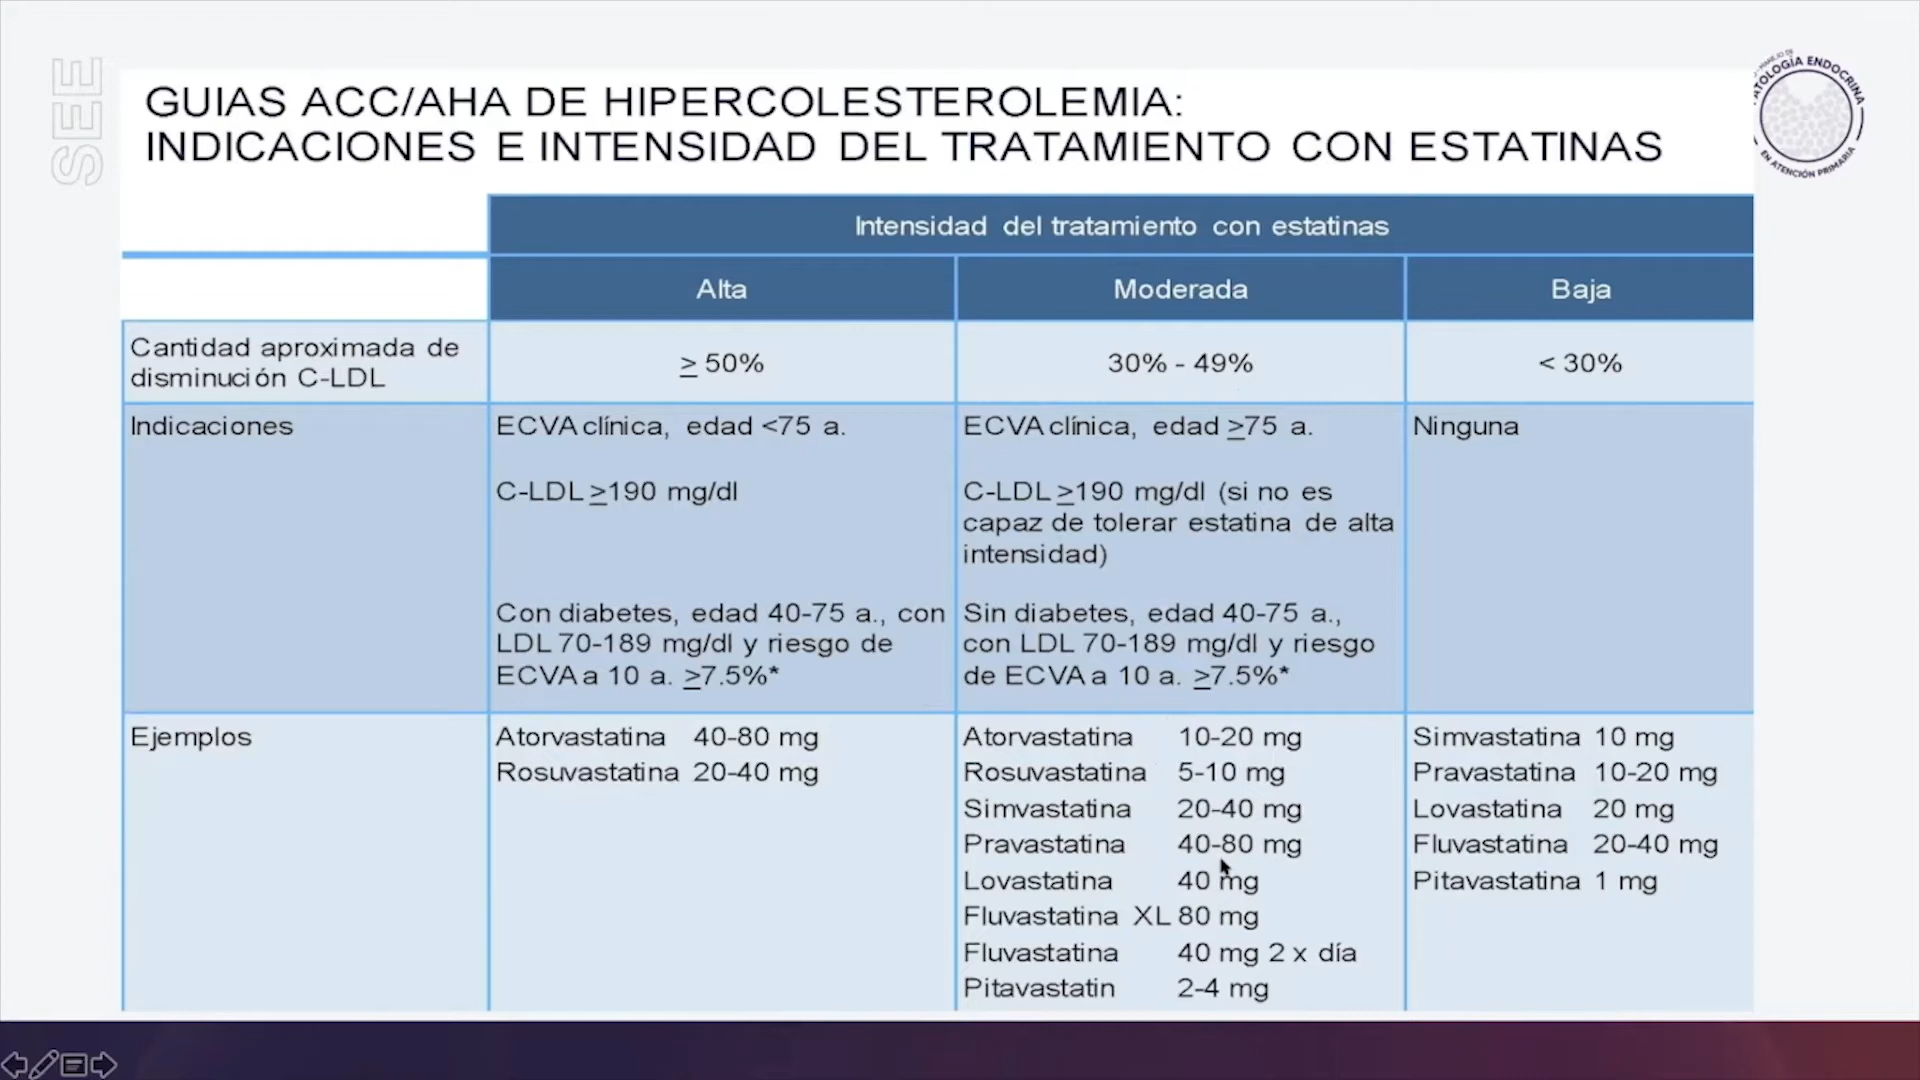 SEE
GUIAS ACC/AHA DE HIPERCOLESTEROLEMIA:
INDICACIONES E INTENSIDAD DEL TRATAMIENTO CON ESTATINAS
MANEJO DE
PATOLOGÍA ENDOCRINA
EN ATENCIÓN PRIMARIA
Intensidad del tratamiento con estatinas
Alta
Moderada
Baja
Cantidad aproximada de
disminución C-LDL
≥ 50%
30% - 49%
< 30%
Indicaciones
ECVA clínica, edad <75 a.
C-LDL ≥190 mg/dl
Con diabetes, edad 40-75 a., con
LDL 70-189 mg/dl y riesgo de
ECVA a 10 a. ≥7.5%*
ECVA clínica, edad ≥75 a.
C-LDL ≥190 mg/dl (si no es
capaz de tolerar estatina de alta
intensidad)
Sin diabetes, edad 40-75 a.,
con LDL 70-189 mg/dl y riesgo
de ECVA a 10 a. ≥7.5%*
Ninguna
Ejemplos
Atorvastatina 40-80 mg
Rosuvastatina 20-40 mg
Atorvastatina 10-20 mg
Rosuvastatina 5-10 mg
Simvastatina 20-40 mg
Pravastatina 40-80 mg
Lovastatina 40 mg
Fluvastatina XL 80 mg
Fluvastatina 40 mg 2 x día
Pitavastatin 2-4 mg
Simvastatina 10 mg
Pravastatina 10-20 mg
Lovastatina 20 mg
Fluvastatina 20-40 mg
Pitavastatina 1 mg